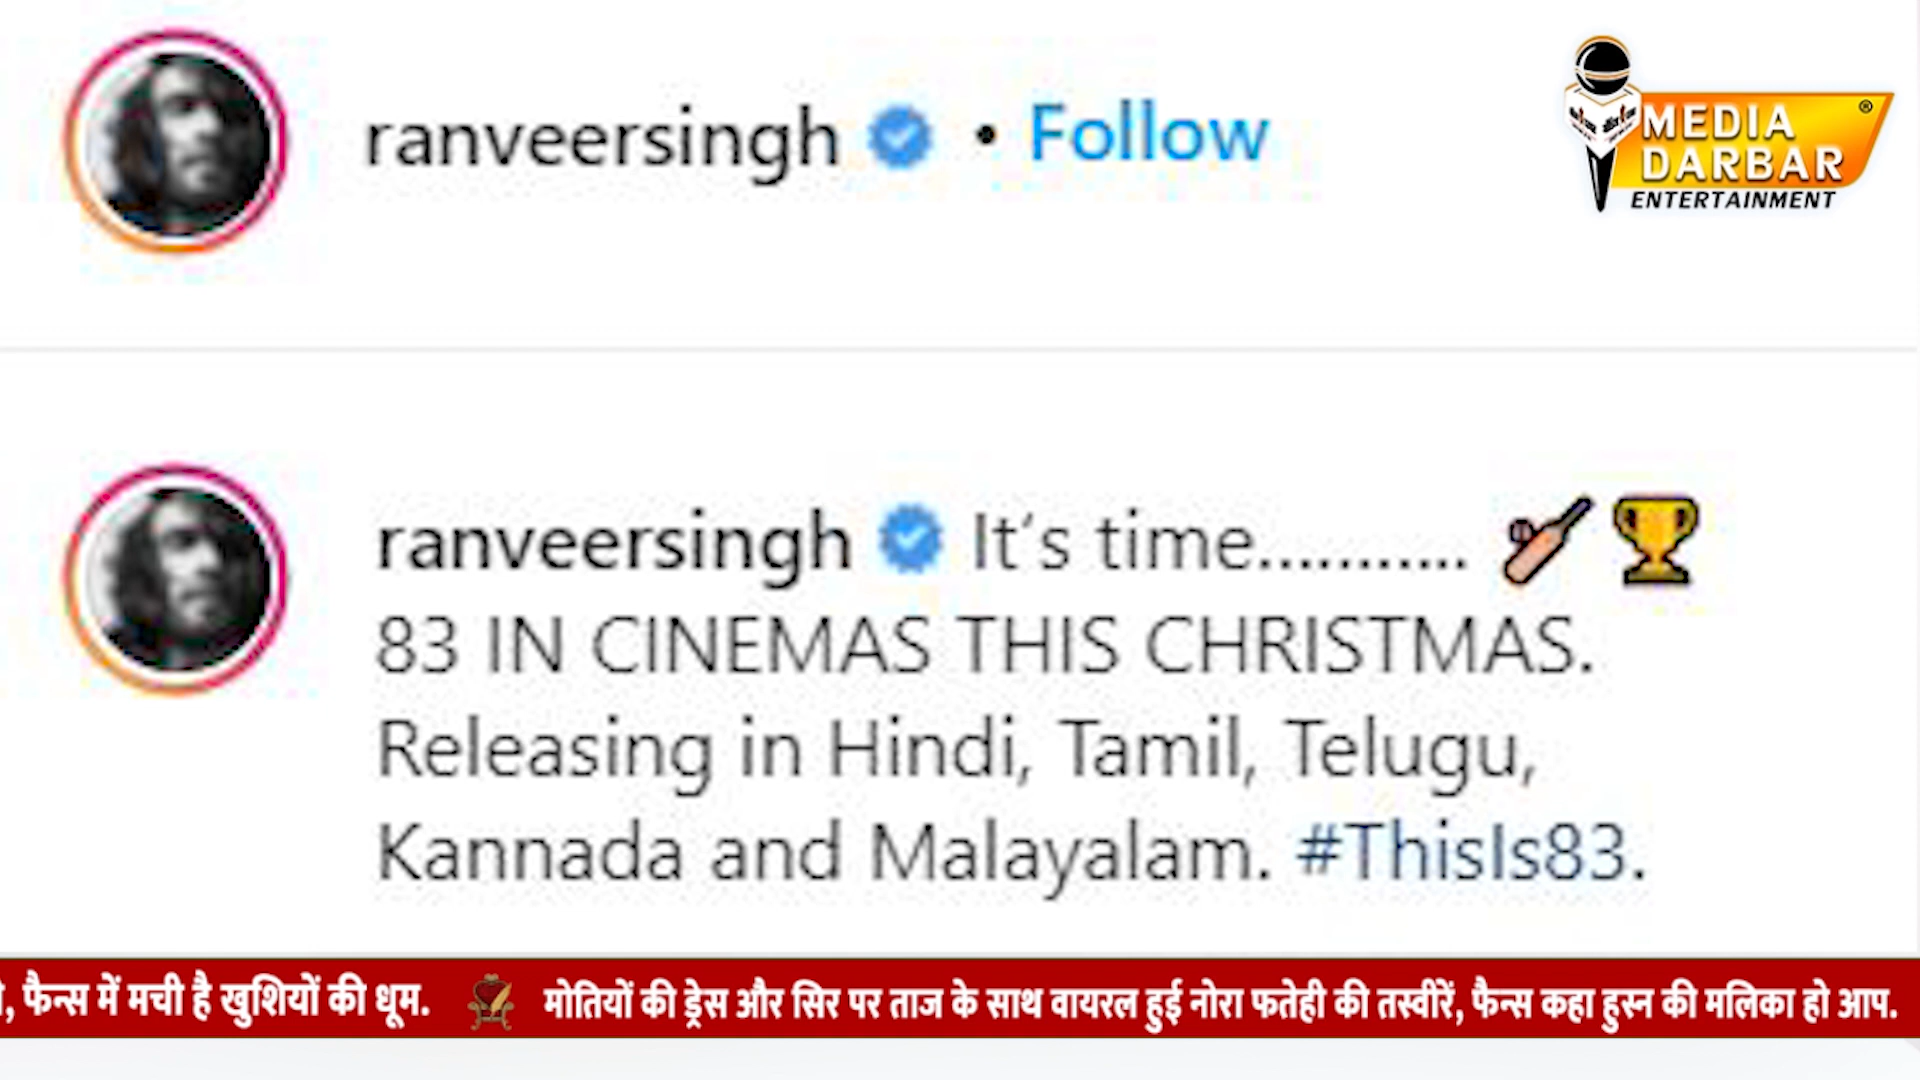 ranveersingh • Follow
MEDIA ®
DARBAR
ENTERTAINMENT
ranveersingh It's time...........
83 IN CINEMAS THIS CHRISTMAS.
Releasing in Hindi, Tamil, Telugu,
Kannada and Malayalam. #ThisIs83.
, फैन्स में मची है खुशियों की धूम. मोतियों की ड्रेस और सिर पर ताज के साथ वायरल हुई नोरा फतेही की तस्वीरें, फैन्स कहा हुस्न की मलिका हो आप.